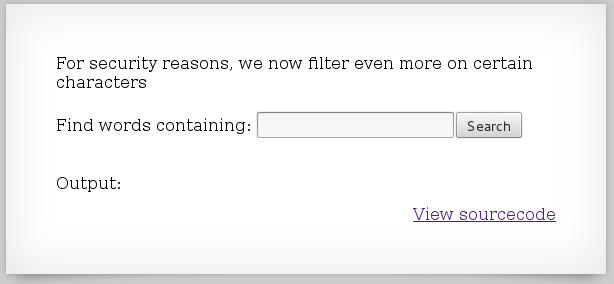 For security reasons, we now filter even more on certain
characters
Find words containing: Search
Output:
View sourcecode